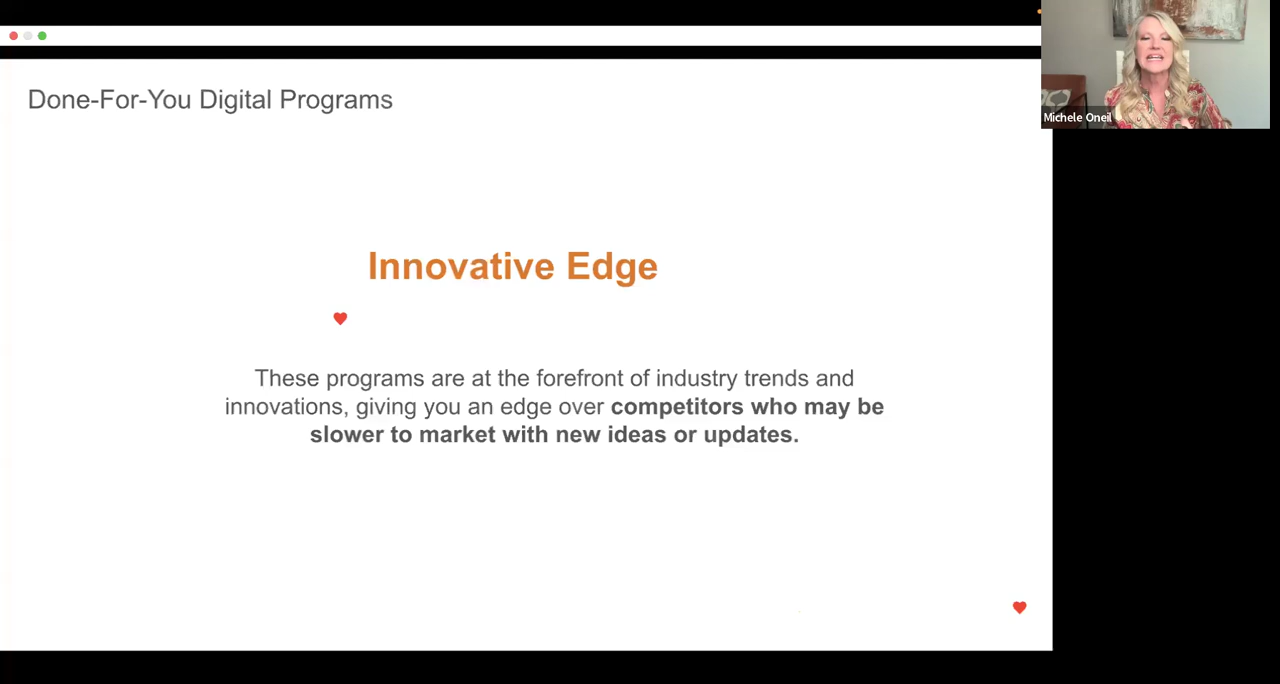 Done-For-You Digital Programs
Michele Oneil
Innovative Edge
These programs are at the forefront of industry trends and
innovations, giving you an edge over competitors who may be
slower to market with new ideas or updates.